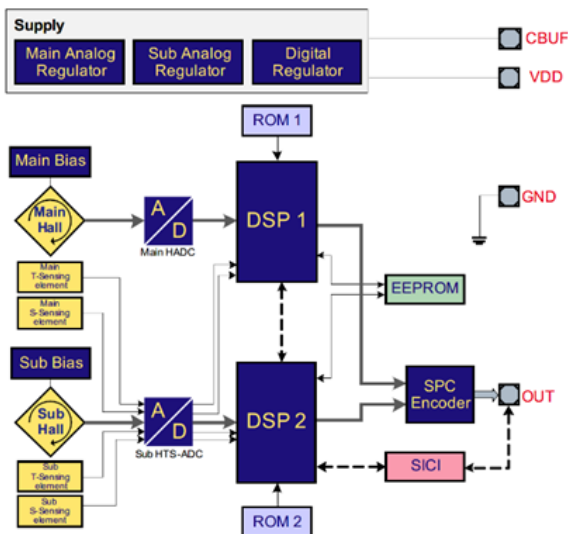 Supply
Main Analog
Regulator
Sub Analog
Regulator
Digital
Regulator
CBUF
VDD
ROM 1
Main Bias
Main
Hall
A
D
Main HADC
DSP 1
GND
Main
T-Sensing
element
Main
S-Sensing
element
EEPROM
Sub Bias
Sub
Hall
A
D
Sub HTS-ADC
DSP 2
SPC
Encoder
OUT
Sub
T-Sensing
element
Sub
S-Sensing
element
SICI
ROM 2